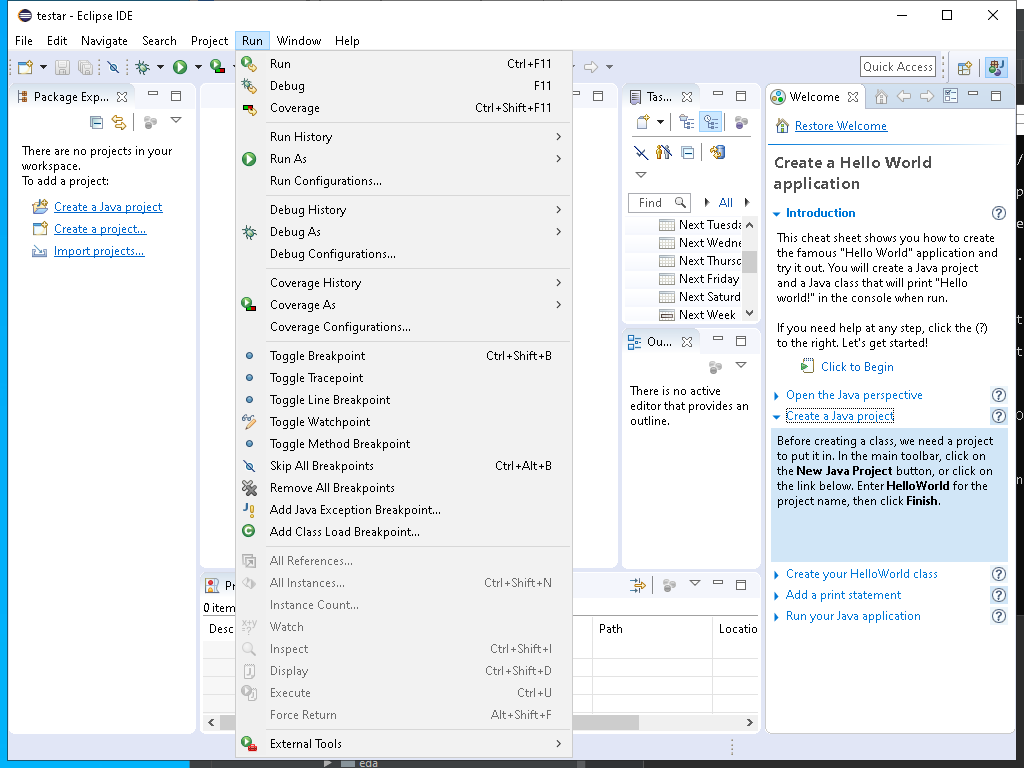 testar - Eclipse IDE
File Edit Navigate Search Project Run Window Help
Quick Access
Package Exp...
There are no projects in your
workspace.
To add a project:
Create a Java project
Create a project...
Import projects...
Run Ctrl+F11
Debug F11
Coverage Ctrl+Shift+F11
Run History
Run As
Run Configurations...
Debug History
Debug As
Debug Configurations...
Coverage History
Coverage As
Coverage Configurations...
Toggle Breakpoint Ctrl+Shift+B
Toggle Tracepoint
Toggle Line Breakpoint
Toggle Watchpoint
Toggle Method Breakpoint
Skip All Breakpoints Ctrl+Alt+B
Remove All Breakpoints
Add Java Exception Breakpoint...
Add Class Load Breakpoint...
All References...
All Instances... Ctrl+Shift+N
Instance Count...
Watch
Inspect Ctrl+Shift+I
Display Ctrl+Shift+D
Execute Ctrl+U
Force Return Alt+Shift+F
External Tools
Pr
0 item
Desc
Path Locatio
Tas...
Find All
Next Tuesda
Next Wedne
Next Thursd
Next Friday
Next Saturd
Next Week
Ou...
There is no active
editor that provides an
outline.
Welcome
Restore Welcome
Create a Hello World
application
Introduction
This cheat sheet shows you how to create
the famous "Hello World" application and
try it out. You will create a Java project
and a Java class that will print "Hello
world!" in the console when run.
If you need help at any step, click the (?)
to the right. Let's get started!
Click to Begin
Open the Java perspective
Create a Java project
Before creating a class, we need a project
to put it in. In the main toolbar, click on
the New Java Project button, or click on
the link below. Enter HelloWorld for the
project name, then click Finish.
Create your HelloWorld class
Add a print statement
Run your Java application
eda